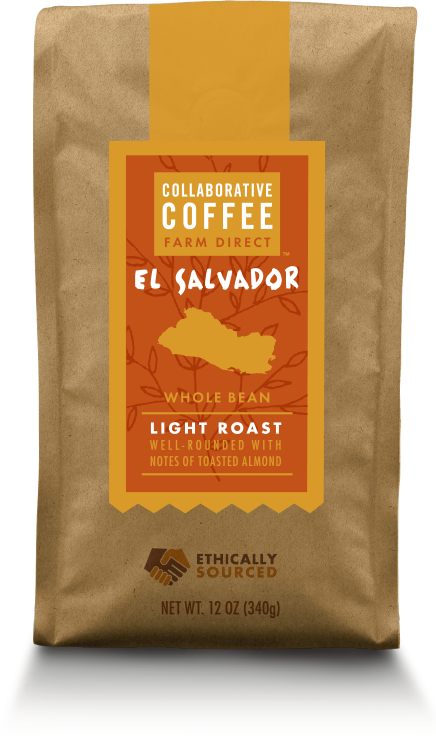 COLLABORATIVE
COFFEE
FARM DIRECT
™
EL SALVADOR
WHOLE BEAN
LIGHT ROAST
WELL-ROUNDED WITH
NOTES OF TOASTED ALMOND
ETHICALLY
SOURCED
NET WT. 12 OZ (340g)